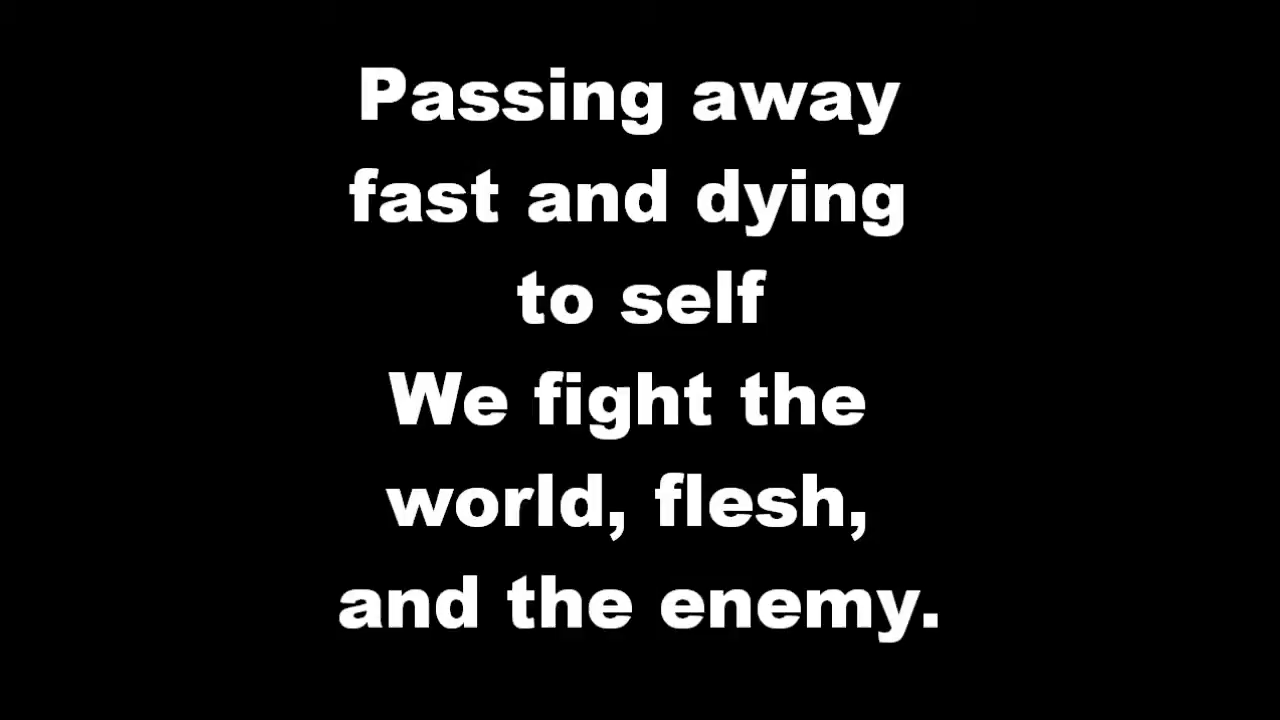 Passing away
fast and dying
to self
We fight the
world, flesh,
and the enemy.